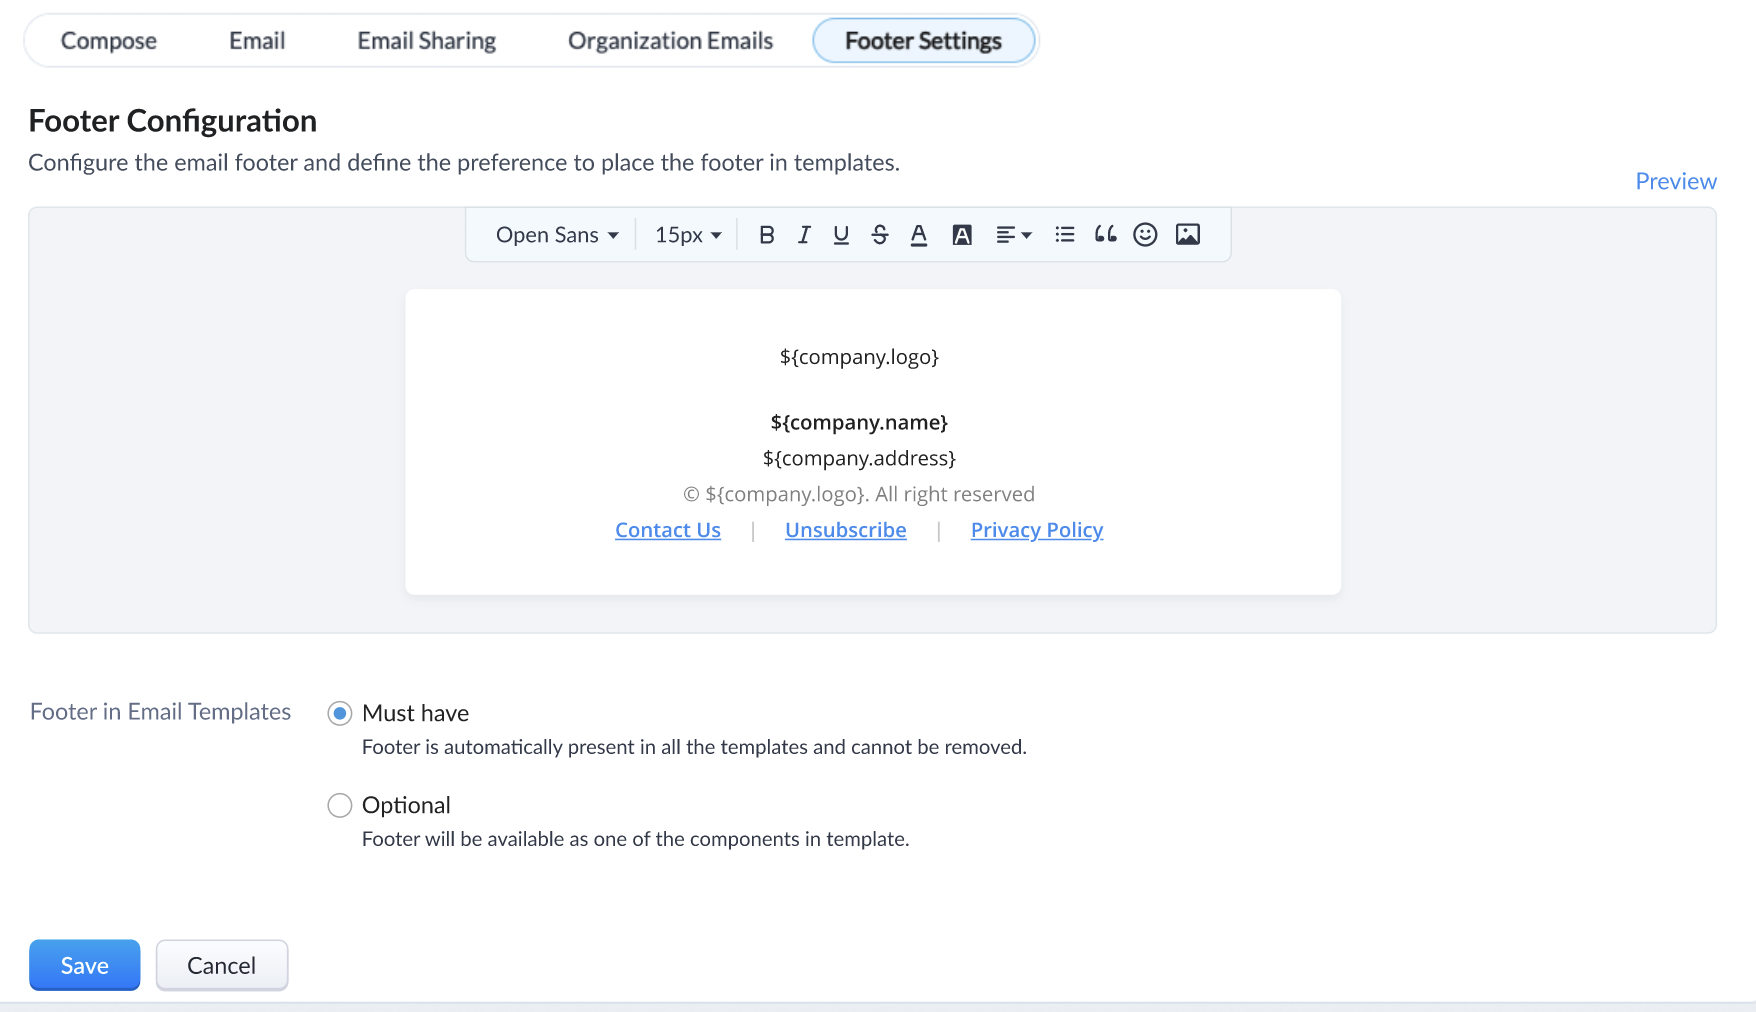 Compose Email Email Sharing Organization Emails Footer Settings
Footer Configuration
Configure the email footer and define the preference to place the footer in templates.
Preview
Open Sans 15px B I U S A A
${company.logo}
${company.name}
${company.address}
© ${company.logo}. All right reserved
Contact Us | Unsubscribe | Privacy Policy
Footer in Email Templates Must have
Footer is automatically present in all the templates and cannot be removed.
Optional
Footer will be available as one of the components in template.
Save Cancel